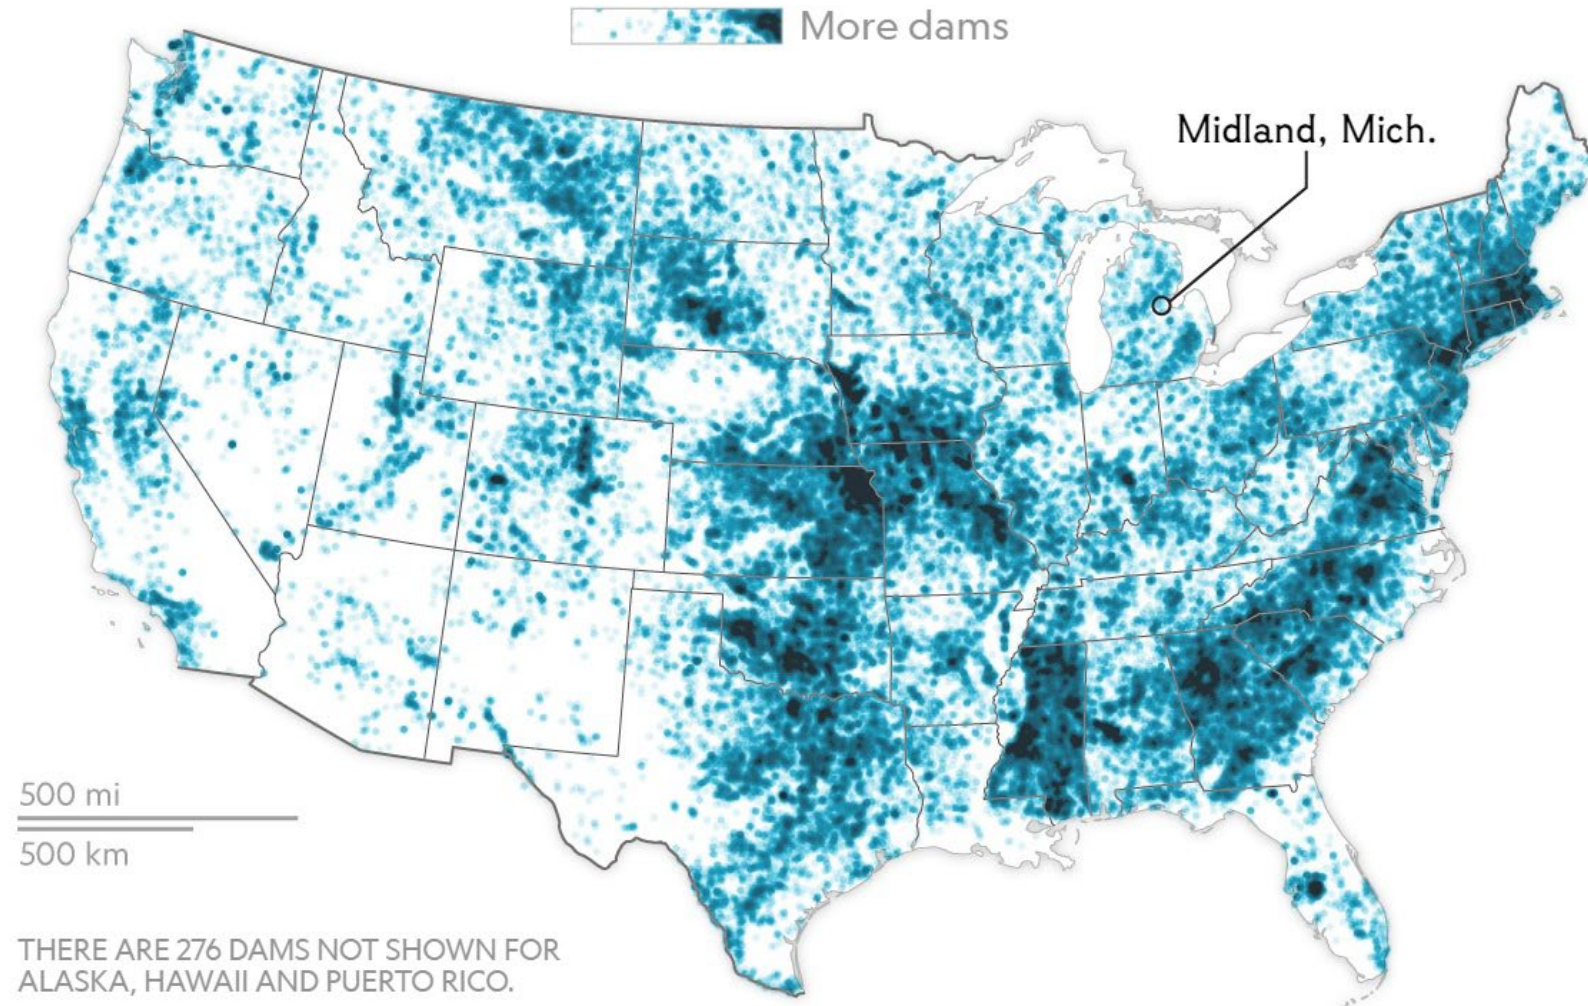 More dams
Midland, Mich.
500 mi
500 km
THERE ARE 276 DAMS NOT SHOWN FOR
ALASKA, HAWAII AND PUERTO RICO.